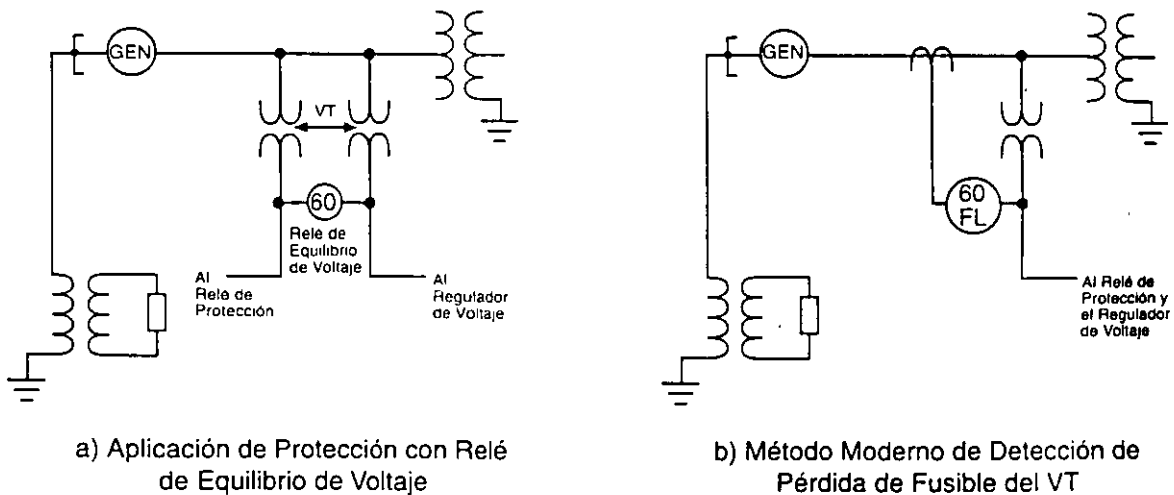 GEN
VT
60
Relé de
Equilibrio
de Voltaje
Al
Relé de
Protección
Al
Regulador
de Voltaje
a) Aplicación de Protección con Relé
de Equilibrio de Voltaje
GEN
60
FL
Al Relé de
Protección y
el Regulador
de Voltaje
b) Método Moderno de Detección de
Pérdida de Fusible del VT